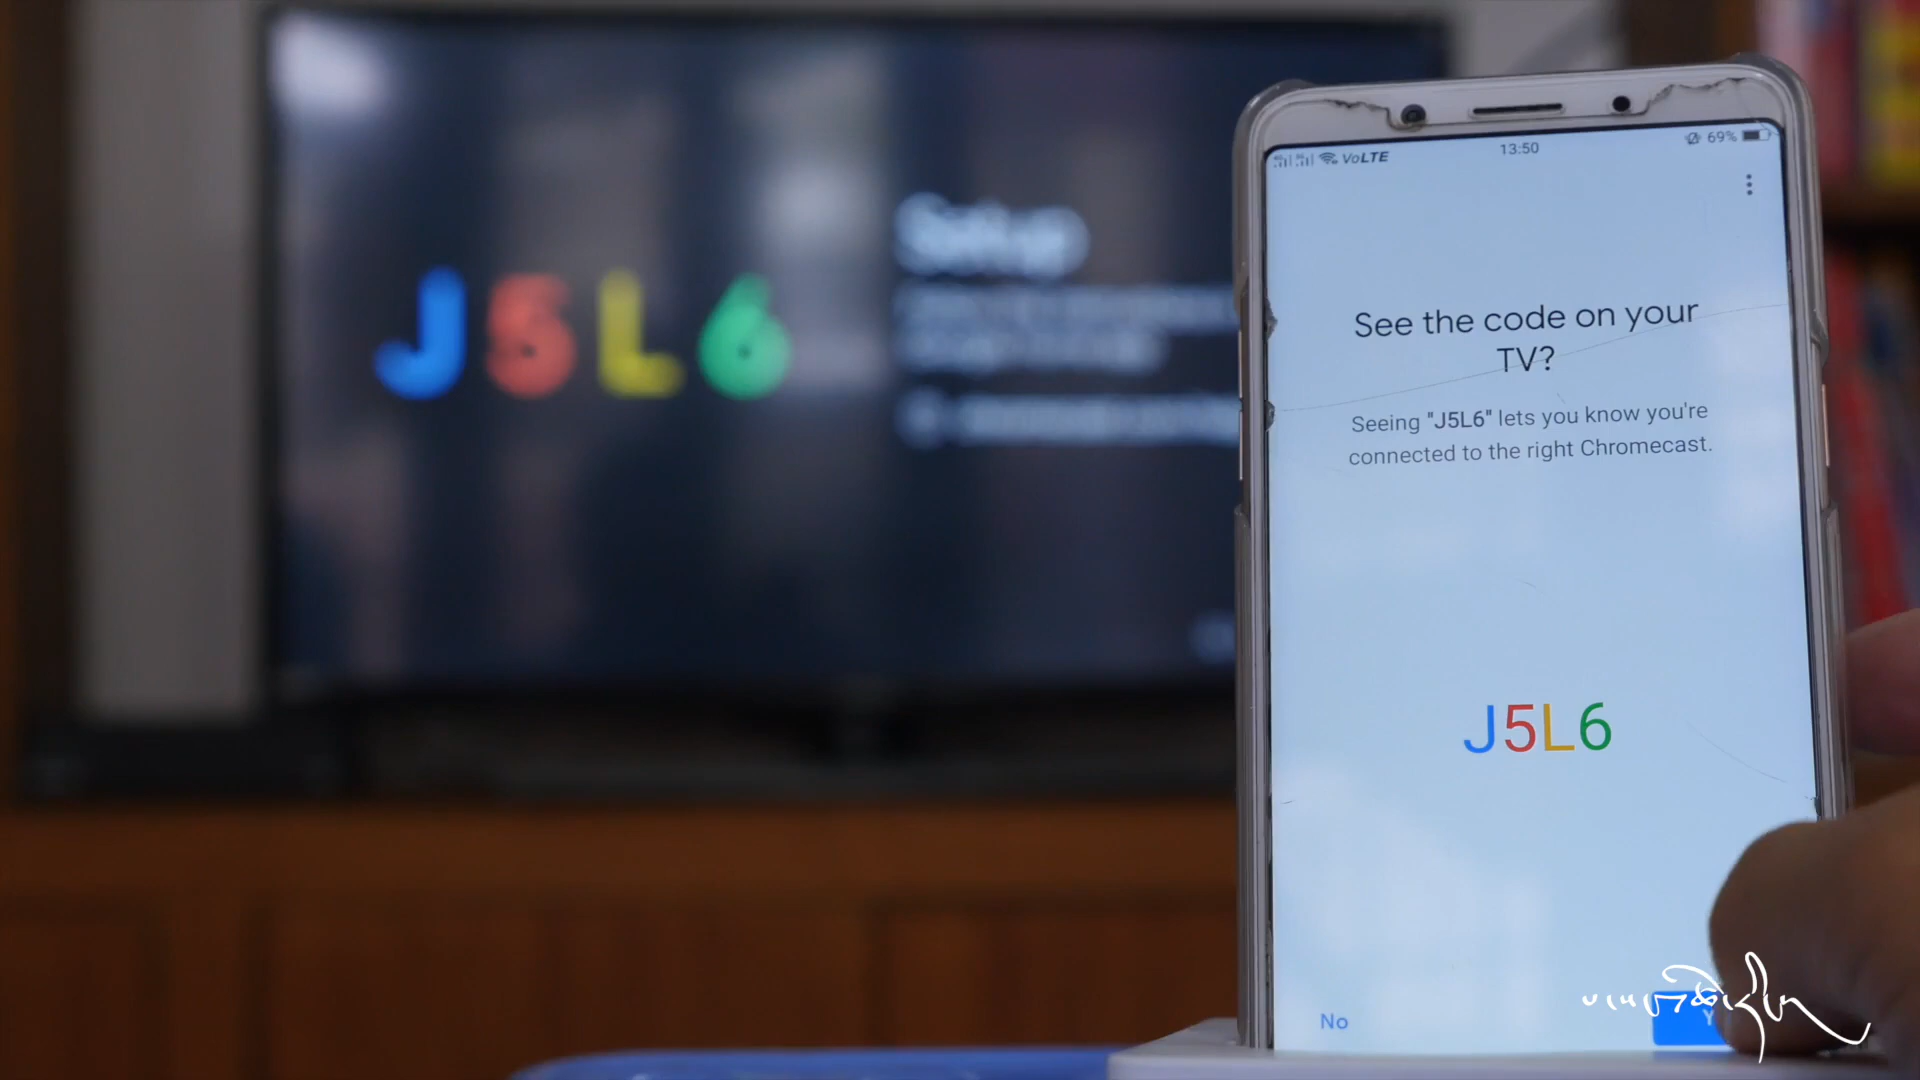 J5L6
Setup
VoLTE
13:50
69%
See the code on your
TV?
Seeing "J5L6" lets you know you're
connected to the right Chromecast.
J5L6
No
Y